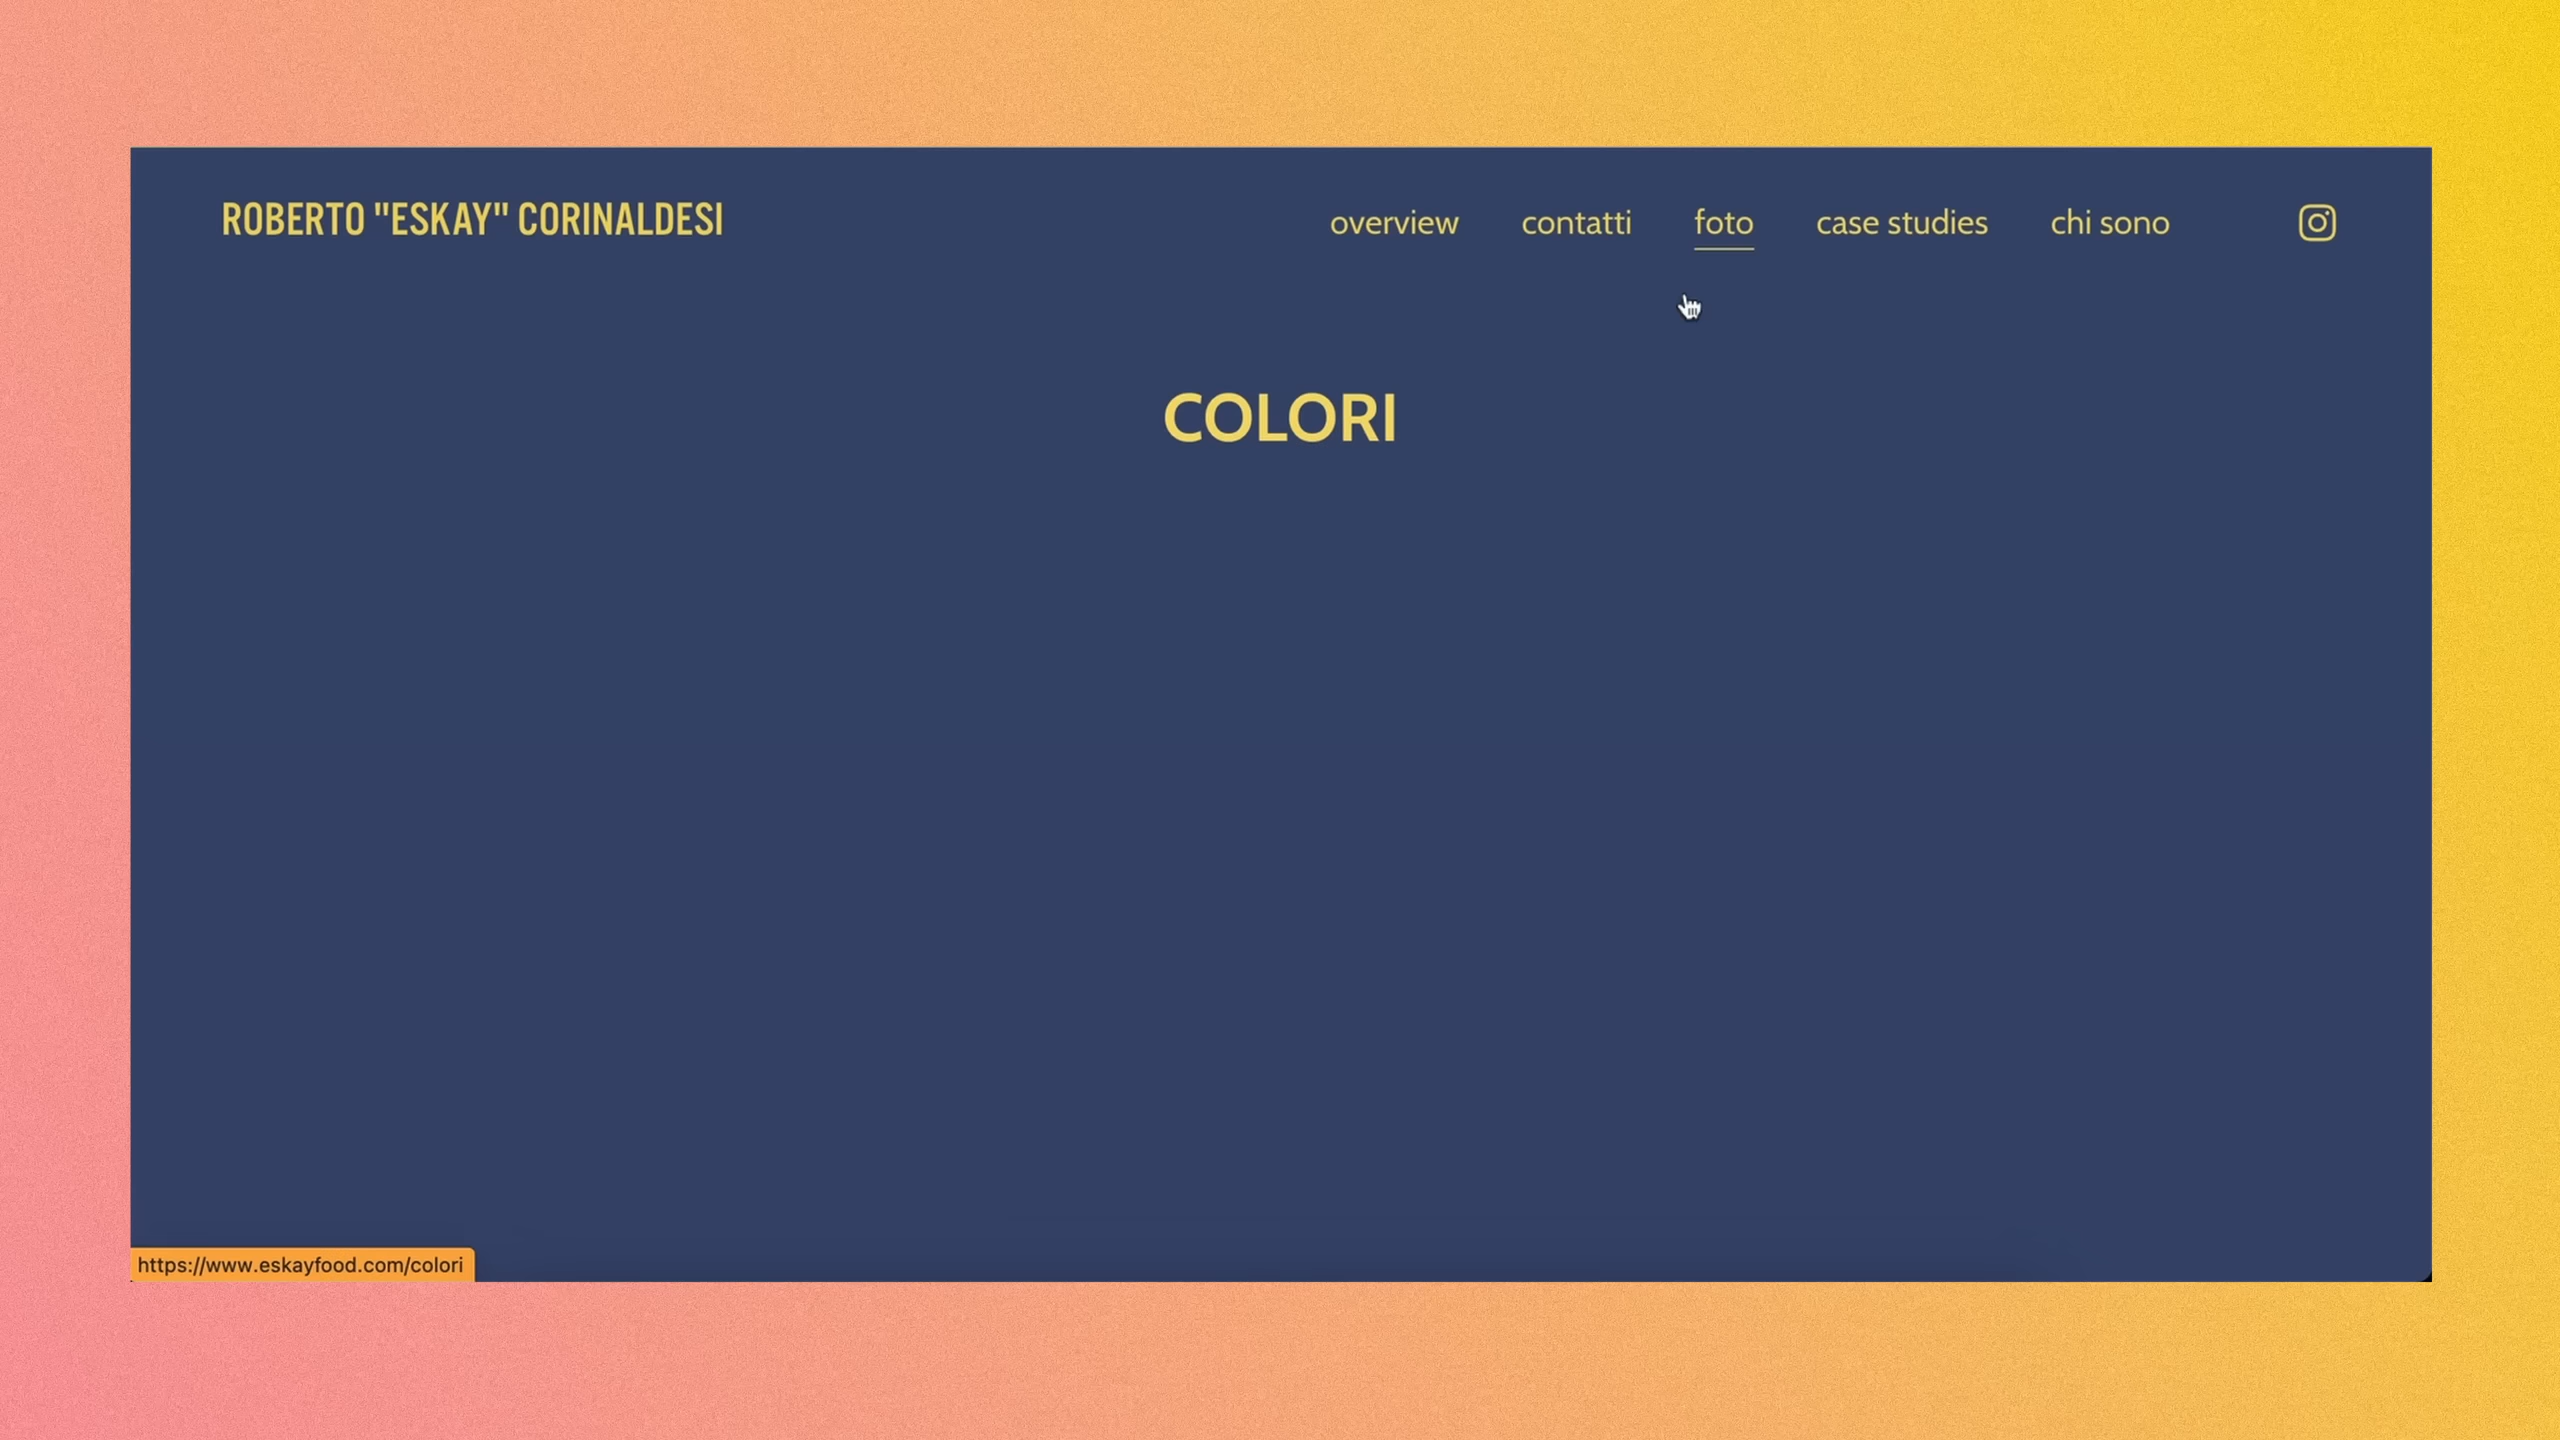 ROBERTO "ESKAY" CORINALDESI
overview contatti foto case studies chi sono
COLORI
https://www.eskayfood.com/colori